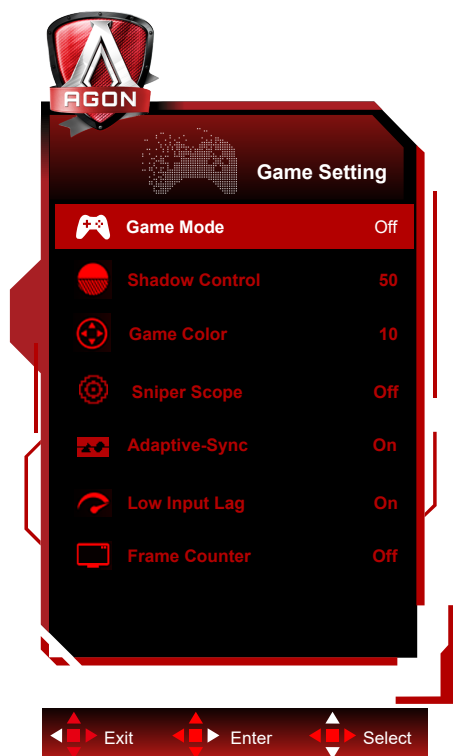 AGON
Game Setting
Game Mode Off
Shadow Control 50
Game Color 10
Sniper Scope Off
Adaptive-Sync On
Low Input Lag On
Frame Counter Off
Exit Enter Select